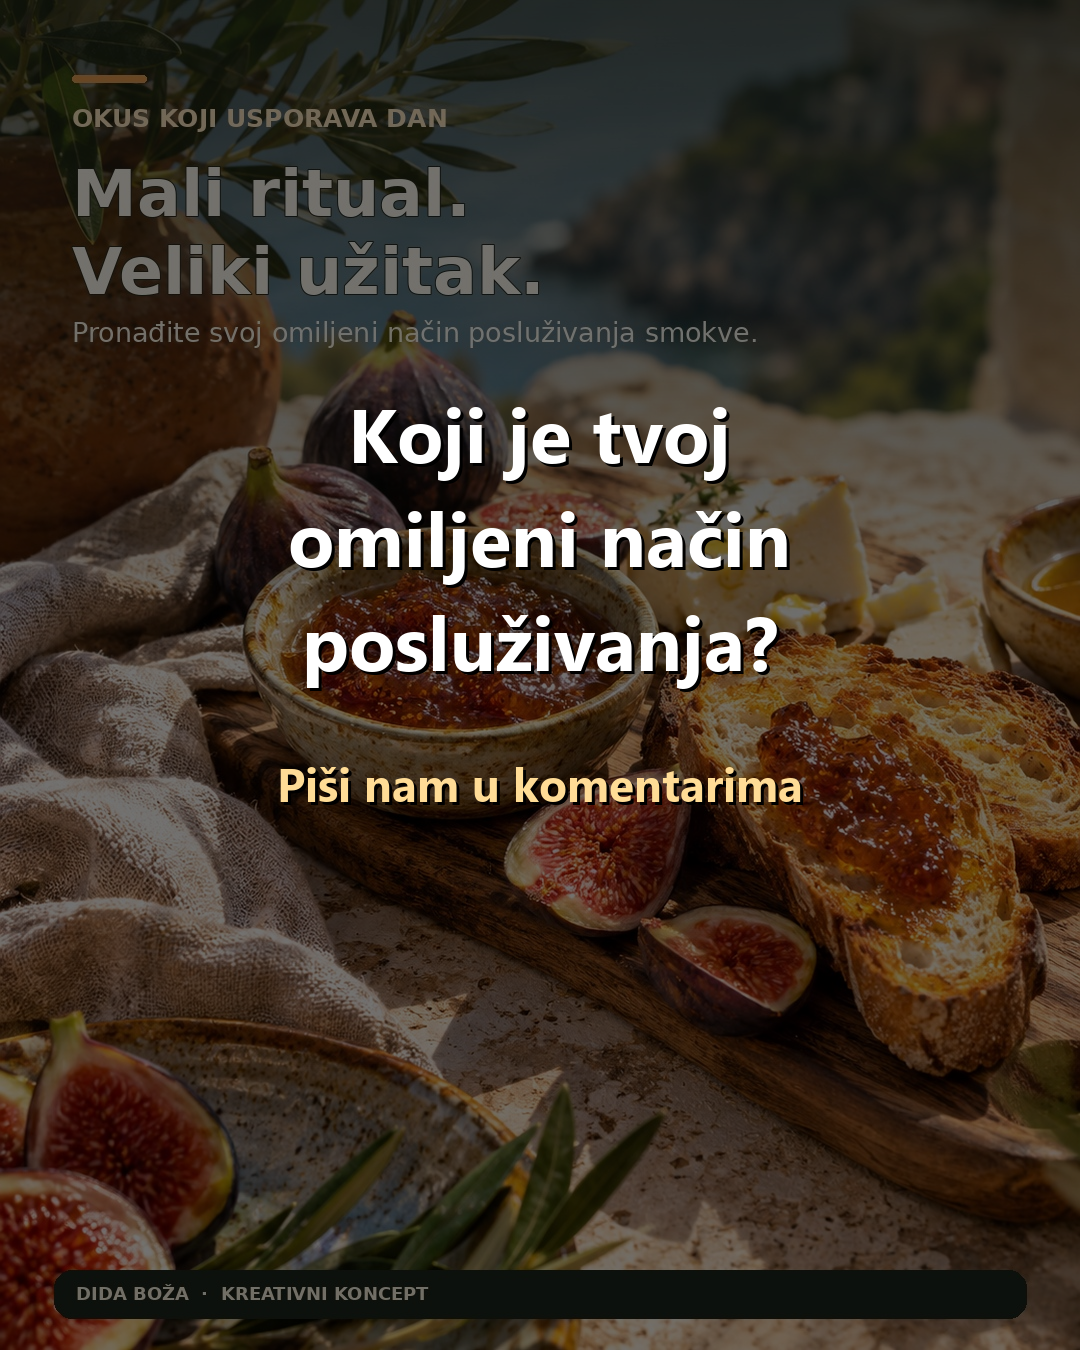 OKUS KOJI USPORAVA DAN
Mali ritual.
Veliki užitak.
Pronađite svoj omiljeni način posluživanja smokve.
Koji je tvoj
omiljeni način
posluživanja?
Piši nam u komentarima
DIDA BOŽA · KREATIVNI KONCEPT